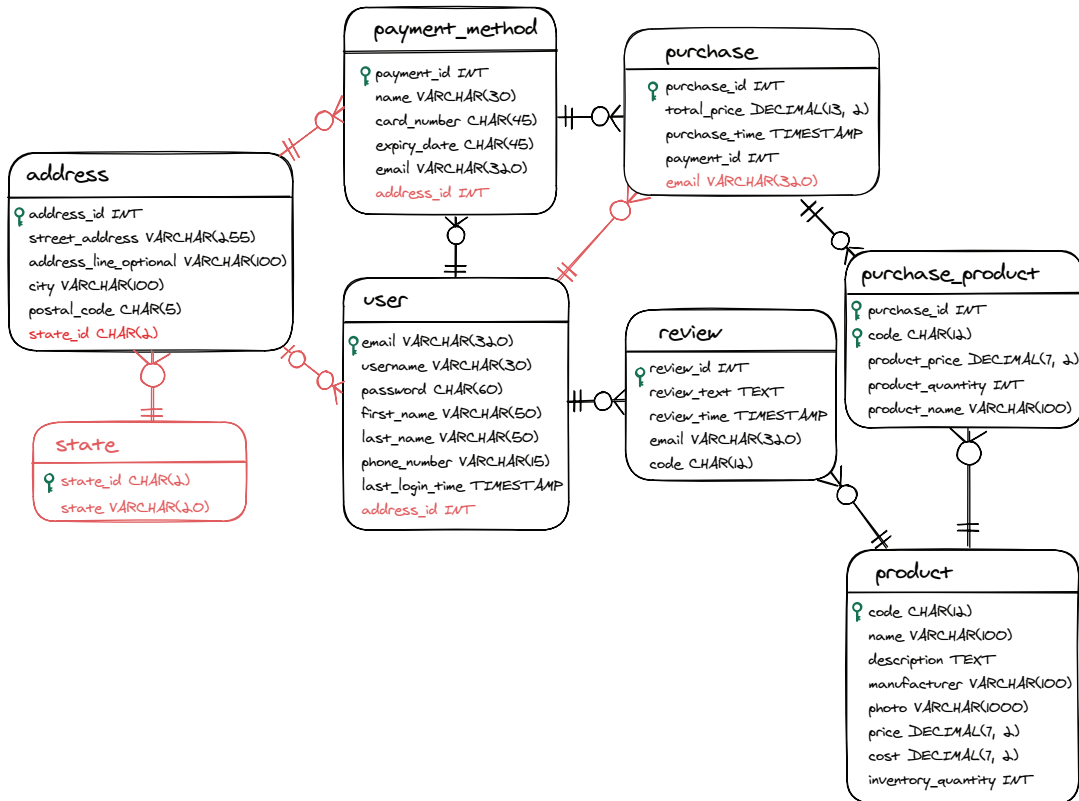 payment_method
payment_id INT
name VARCHAR(30)
card_number CHAR(45)
expiry_date CHAR(45)
email VARCHAR(320)
address_id INT
purchase
purchase_id INT
total_price DECIMAL(13, 2)
purchase_time TIMESTAMP
payment_id INT
email VARCHAR(320)
address
address_id INT
street_address VARCHAR(255)
address_line_optional VARCHAR(100)
city VARCHAR(100)
postal_code CHAR(5)
state_id CHAR(2)
user
email VARCHAR(320)
username VARCHAR(30)
password CHAR(60)
first_name VARCHAR(50)
last_name VARCHAR(50)
phone_number VARCHAR(15)
last_login_time TIMESTAMP
address_id INT
review
review_id INT
review_text TEXT
review_time TIMESTAMP
email VARCHAR(320)
code CHAR(12)
purchase_product
purchase_id INT
code CHAR(12)
product_price DECIMAL(7, 2)
product_quantity INT
product_name VARCHAR(100)
state
state_id CHAR(2)
state VARCHAR(20)
product
code CHAR(12)
name VARCHAR(100)
description TEXT
manufacturer VARCHAR(100)
photo VARCHAR(1000)
price DECIMAL(7, 2)
cost DECIMAL(7, 2)
inventory_quantity INT